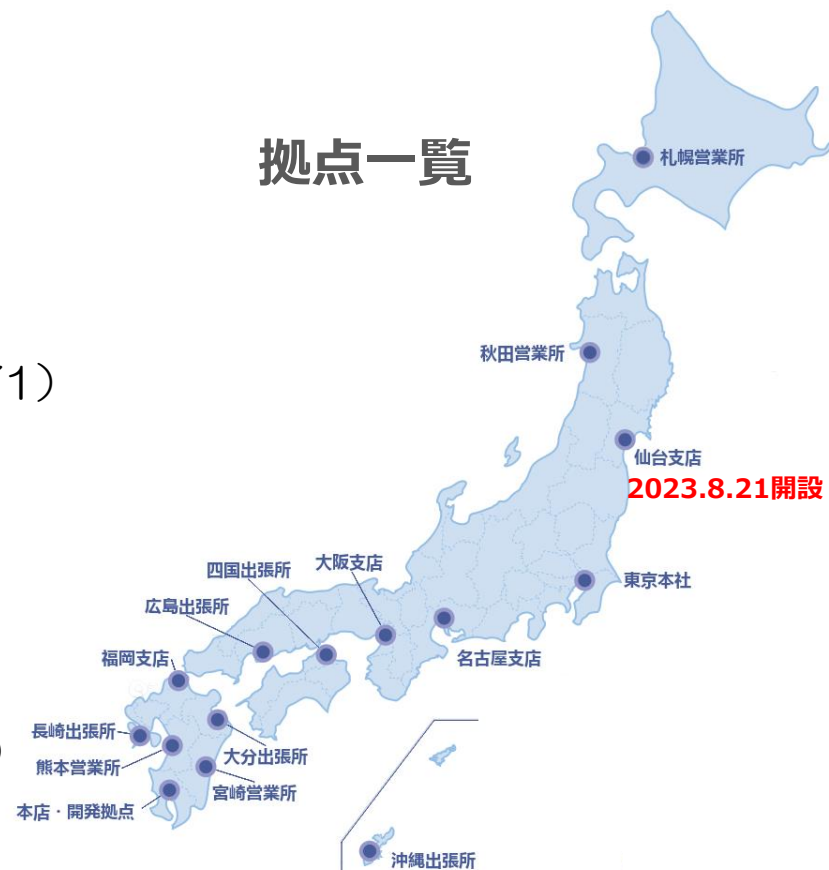 拠点一覧
札幌営業所
秋田営業所
1）
仙台支店
2023.8.21開設
大阪支店
四国出張所
東京本社
広島出張所
福岡支店
名古屋支店
長崎出張所
大分出張所
熊本営業所
宮崎営業所
本店・開発拠点
沖縄出張所
）